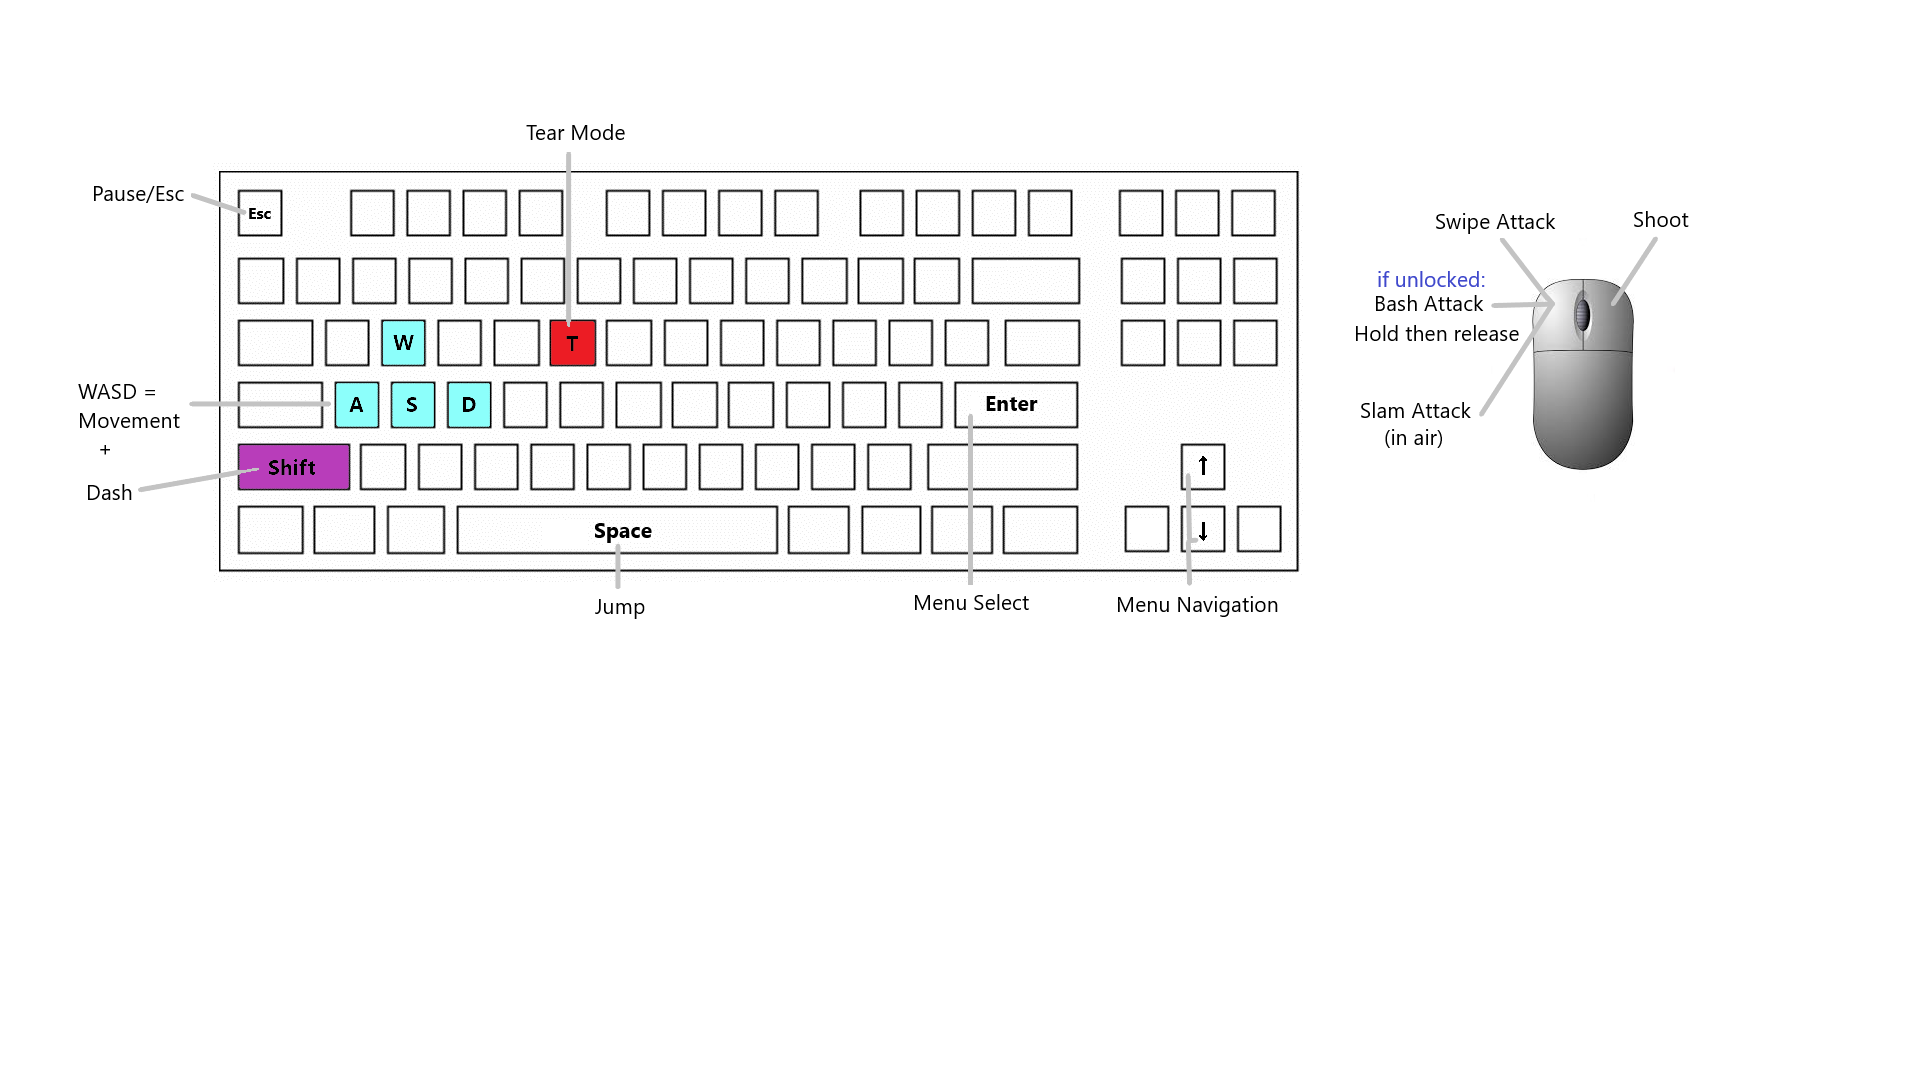 Tear Mode
Pause/Esc
Esc
Swipe Attack
Shoot
if unlocked:
Bash Attack
Hold then release
W
T
WASD =
Movement
+
Dash
A
S
D
Enter
Slam Attack
(in air)
Shift
↑
Space
↓
Jump
Menu Select
Menu Navigation